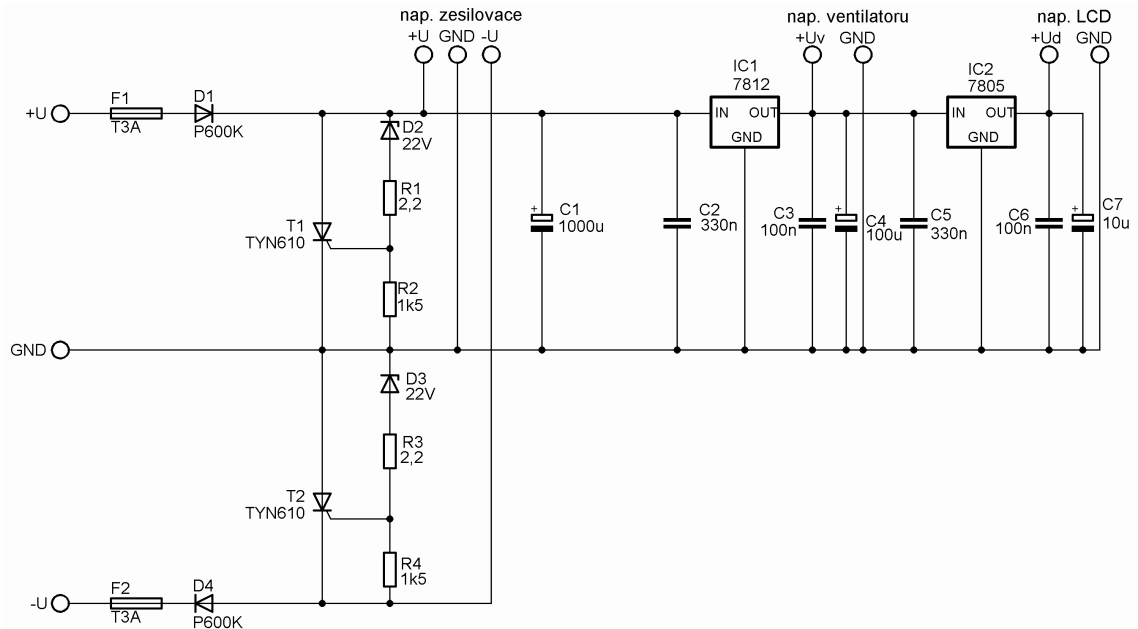 nap. zesilovace
nap. ventilatoru
nap. LCD
+U GND -U
+Uv GND
+Ud GND
IC1
7812
IC2
7805
F1
T3A
D1
P600K
+U
D2
22V
IN OUT
GND
IN OUT
GND
R1
2,2
T1
TYN610
C1
1000u
C2
330n
C3
100n
C4
100u
C5
330n
C6
100n
C7
10u
R2
1k5
GND
D3
22V
R3
2,2
T2
TYN610
R4
1k5
-U
F2
T3A
D4
P600K
+
+
+